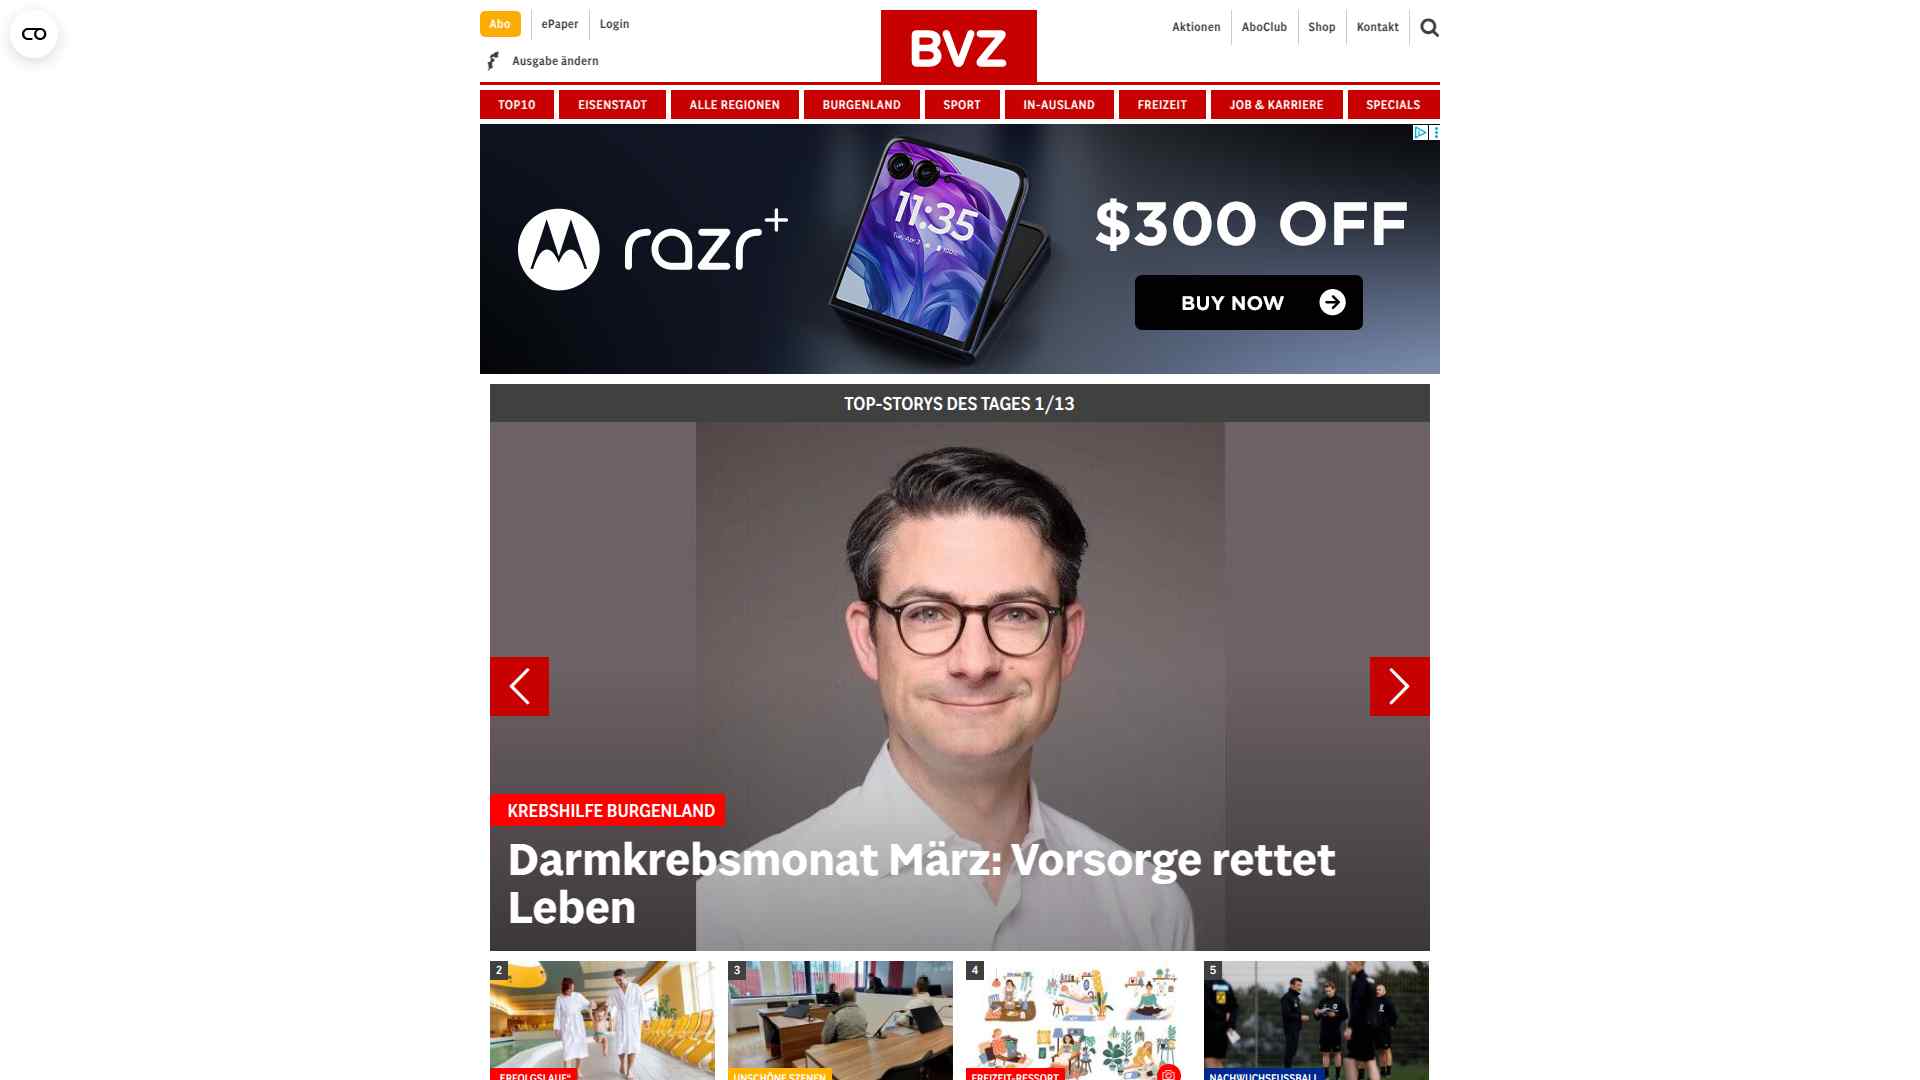 Abo
ePaper
Login
Ausgabe ändern
BVZ
Aktionen
AboClub
Shop
Kontakt
TOP10
EISENSTADT
ALLE REGIONEN
BURGENLAND
SPORT
IN-AUSLAND
FREIZEIT
JOB & KARRIERE
SPECIALS
razr+
11:35
$300 OFF
BUY NOW
TOP-STORYS DES TAGES 1/13
KREBSHILFE BURGENLAND
Darmkrebsmonat März: Vorsorge rettet
Leben
2
3
4
5
„ERFOLGSLAUF“
UNSCHÖNE SZENEN
FREIZEIT-RESSORT
NACHWUCHSFUSSBALL